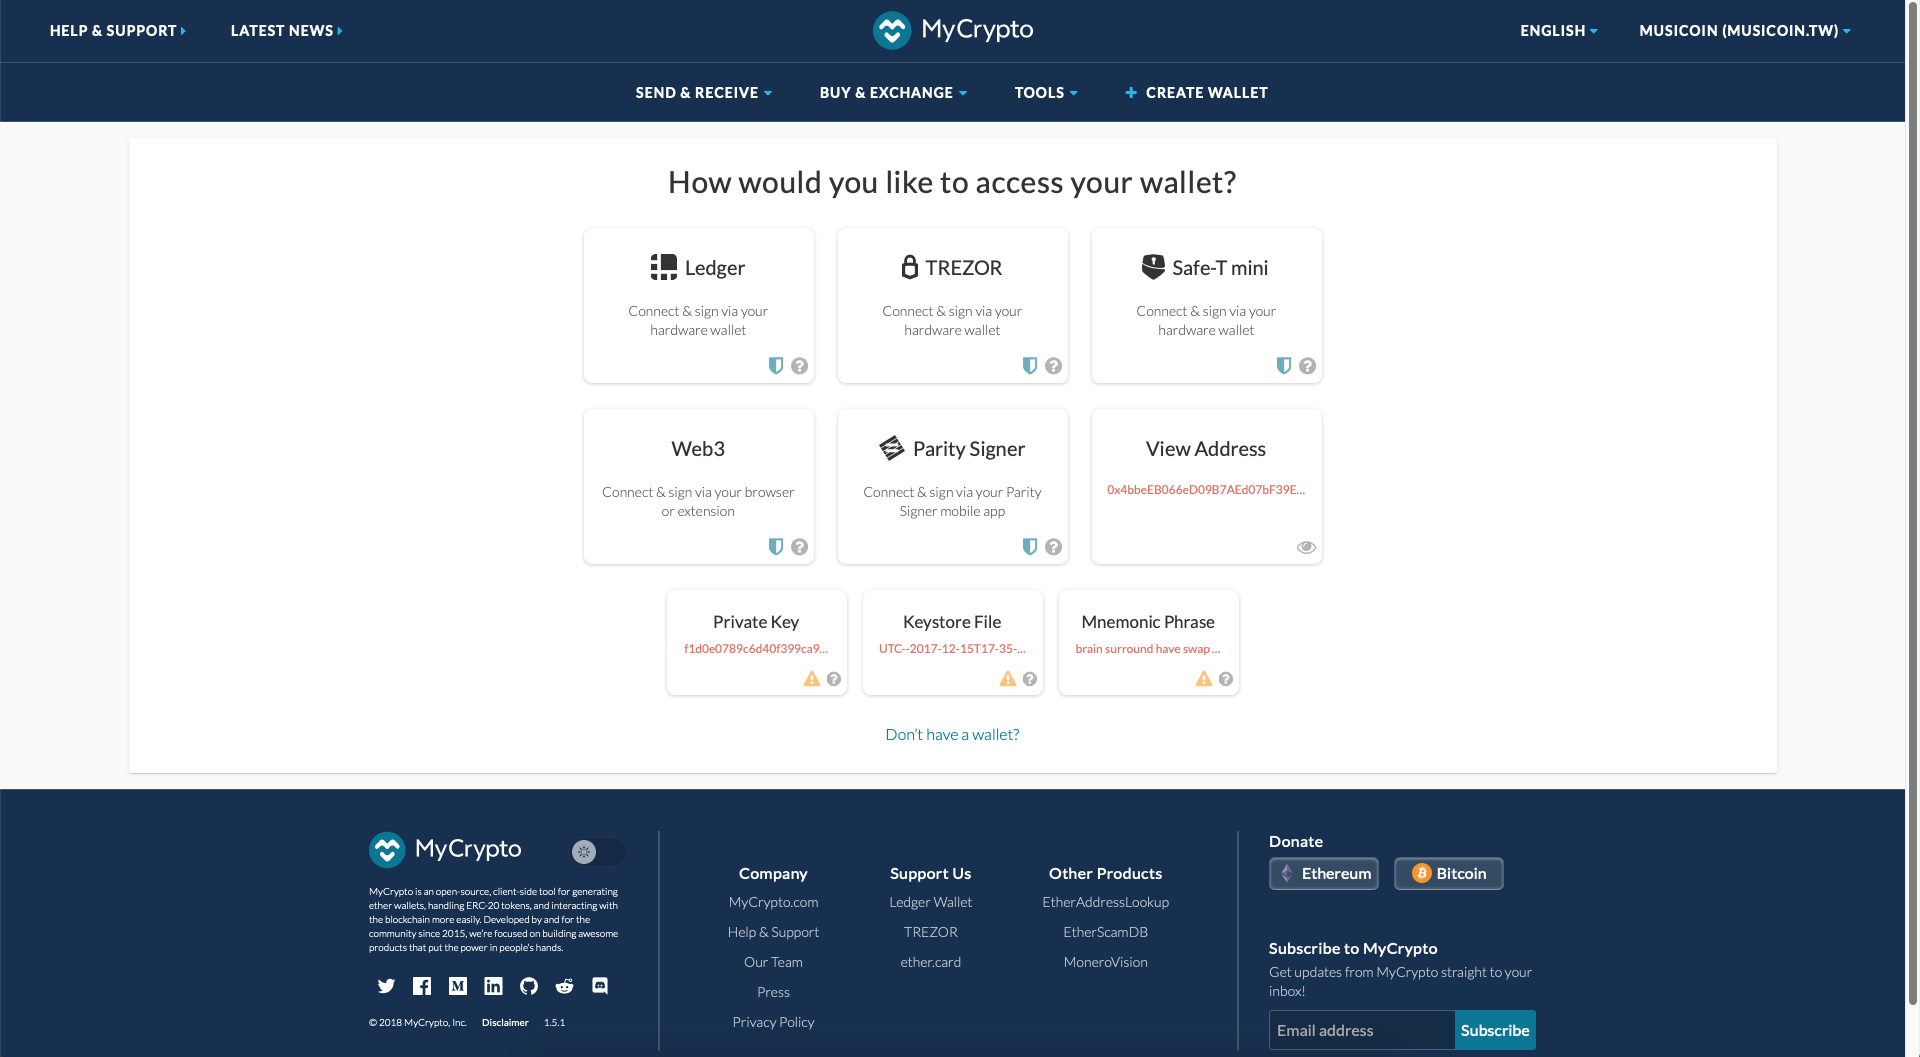 HELP & SUPPORT
LATEST NEWS
MyCrypto
ENGLISH
MUSICOIN (MUSICOIN.TW)
SEND & RECEIVE
BUY & EXCHANGE
TOOLS
+ CREATE WALLET
How would you like to access your wallet?
Ledger
Connect & sign via your
hardware wallet
TREZOR
Connect & sign via your
hardware wallet
Safe-T mini
Connect & sign via your
hardware wallet
Web3
Connect & sign via your browser
or extension
Parity Signer
Connect & sign via your Parity
Signer mobile app
View Address
0x4bbeEB066eD09B7AEd07bF39E...
Private Key
f1d0e0789c6d40f399ca9...
Keystore File
UTC--2017-12-15T17-35-...
Mnemonic Phrase
brain surround have swap ...
Don't have a wallet?
MyCrypto
MyCrypto is an open-source, client-side tool for generating
ether wallets, handling ERC-20 tokens, and interacting with
the blockchain more easily. Developed by and for the
community since 2015, we're focused on building awesome
products that put the power in people's hands.
© 2018 MyCrypto, Inc.
Disclaimer
1.5.1
Company
MyCrypto.com
Help & Support
Our Team
Press
Privacy Policy
Support Us
Ledger Wallet
TREZOR
ether.card
Other Products
EtherAddressLookup
EtherScamDB
MoneroVision
Donate
Ethereum
Bitcoin
Subscribe to MyCrypto
Get updates from MyCrypto straight to your
inbox!
Email address
Subscribe